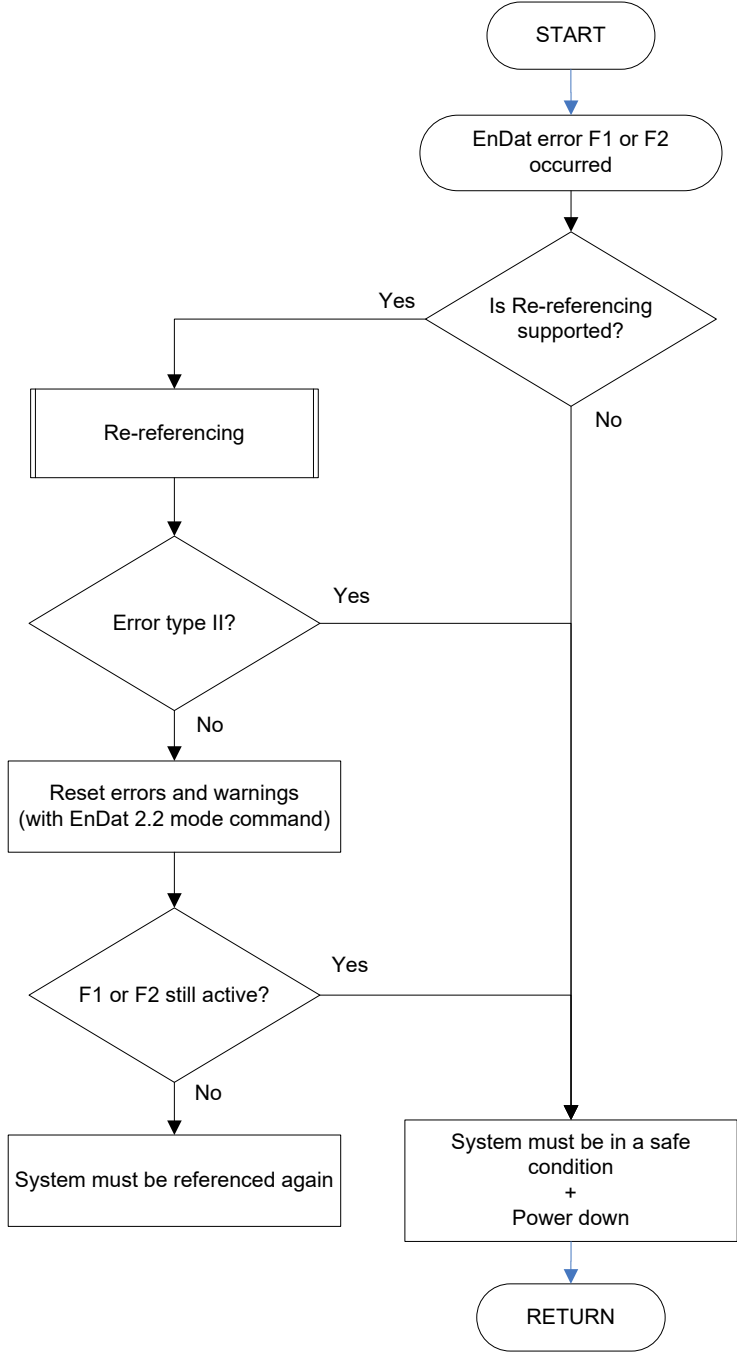 START
EnDat error F1 or F2
occurred
Is Re-referencing
supported?
Yes
No
Re-referencing
Error type II?
Yes
No
Reset errors and warnings
(with EnDat 2.2 mode command)
F1 or F2 still active?
Yes
No
System must be referenced again
System must be in a safe
condition
+
Power down
RETURN